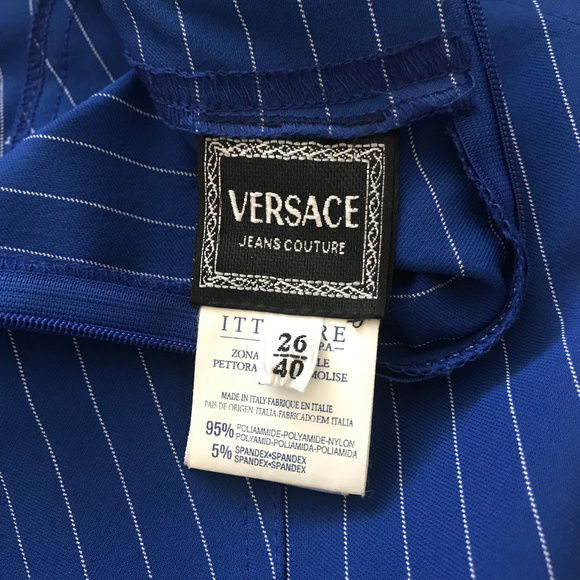 VERSACE
JEANS COUTURE
26
40
ZONA
PETTORA MOLISE
MADE IN ITALY-FABRIQUE EN ITALIE
PAIS DE ORIGEN-ITALIA-FABRICADO EM ITALIA
95% POLIAMMIDE-POLYAMIDE-NYLON
POLYAMID-POLIAMIDA-POLIAMIDA
5% SPANDEX•SPANDEX
SPANDEX•SPANDEX